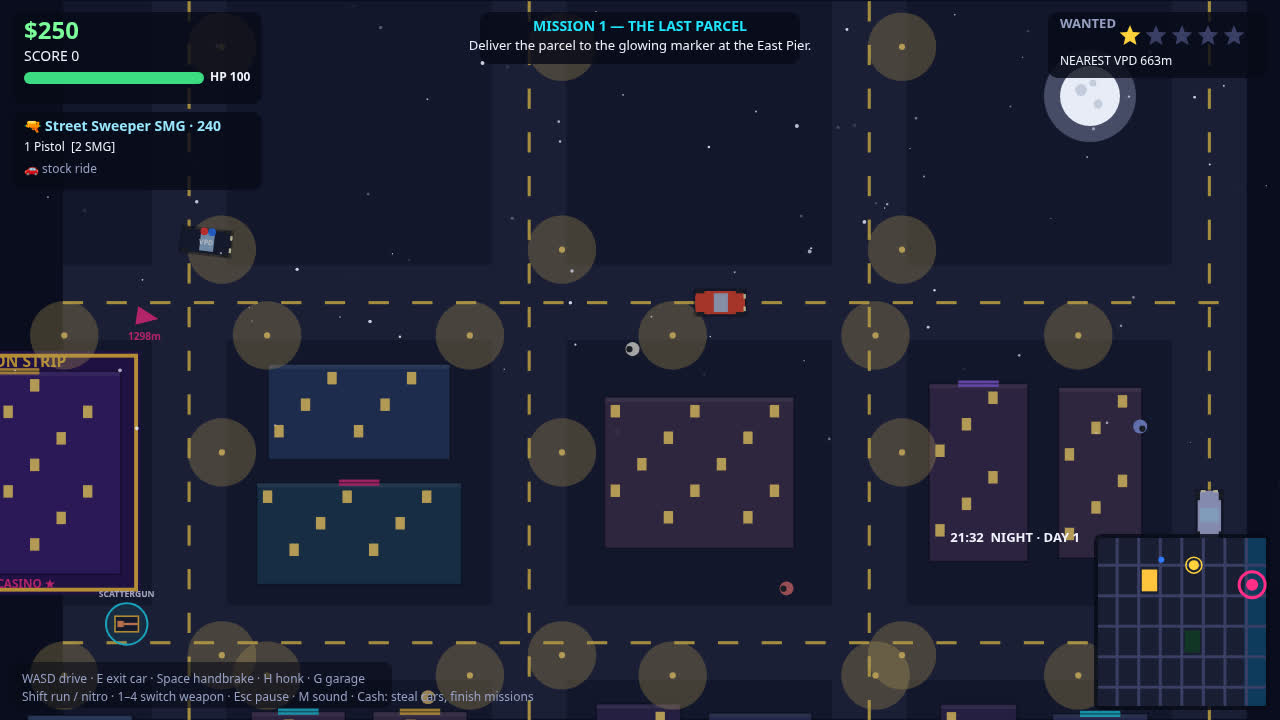 $250
SCORE 0
HP 100
🔫 Street Sweeper SMG · 240
1 Pistol [2 SMG]
🚗 stock ride
MISSION 1 — THE LAST PARCEL
Deliver the parcel to the glowing marker at the East Pier.
WANTED
NEAREST VPD 663m
VPD
1298m
ON STRIP
CASINO ★
SCATTERGUN
21:32 NIGHT · DAY 1
WASD drive · E exit car · Space handbrake · H honk · G garage
Shift run / nitro · 1–4 switch weapon · Esc pause · M sound · Cash: steal cars, finish missions